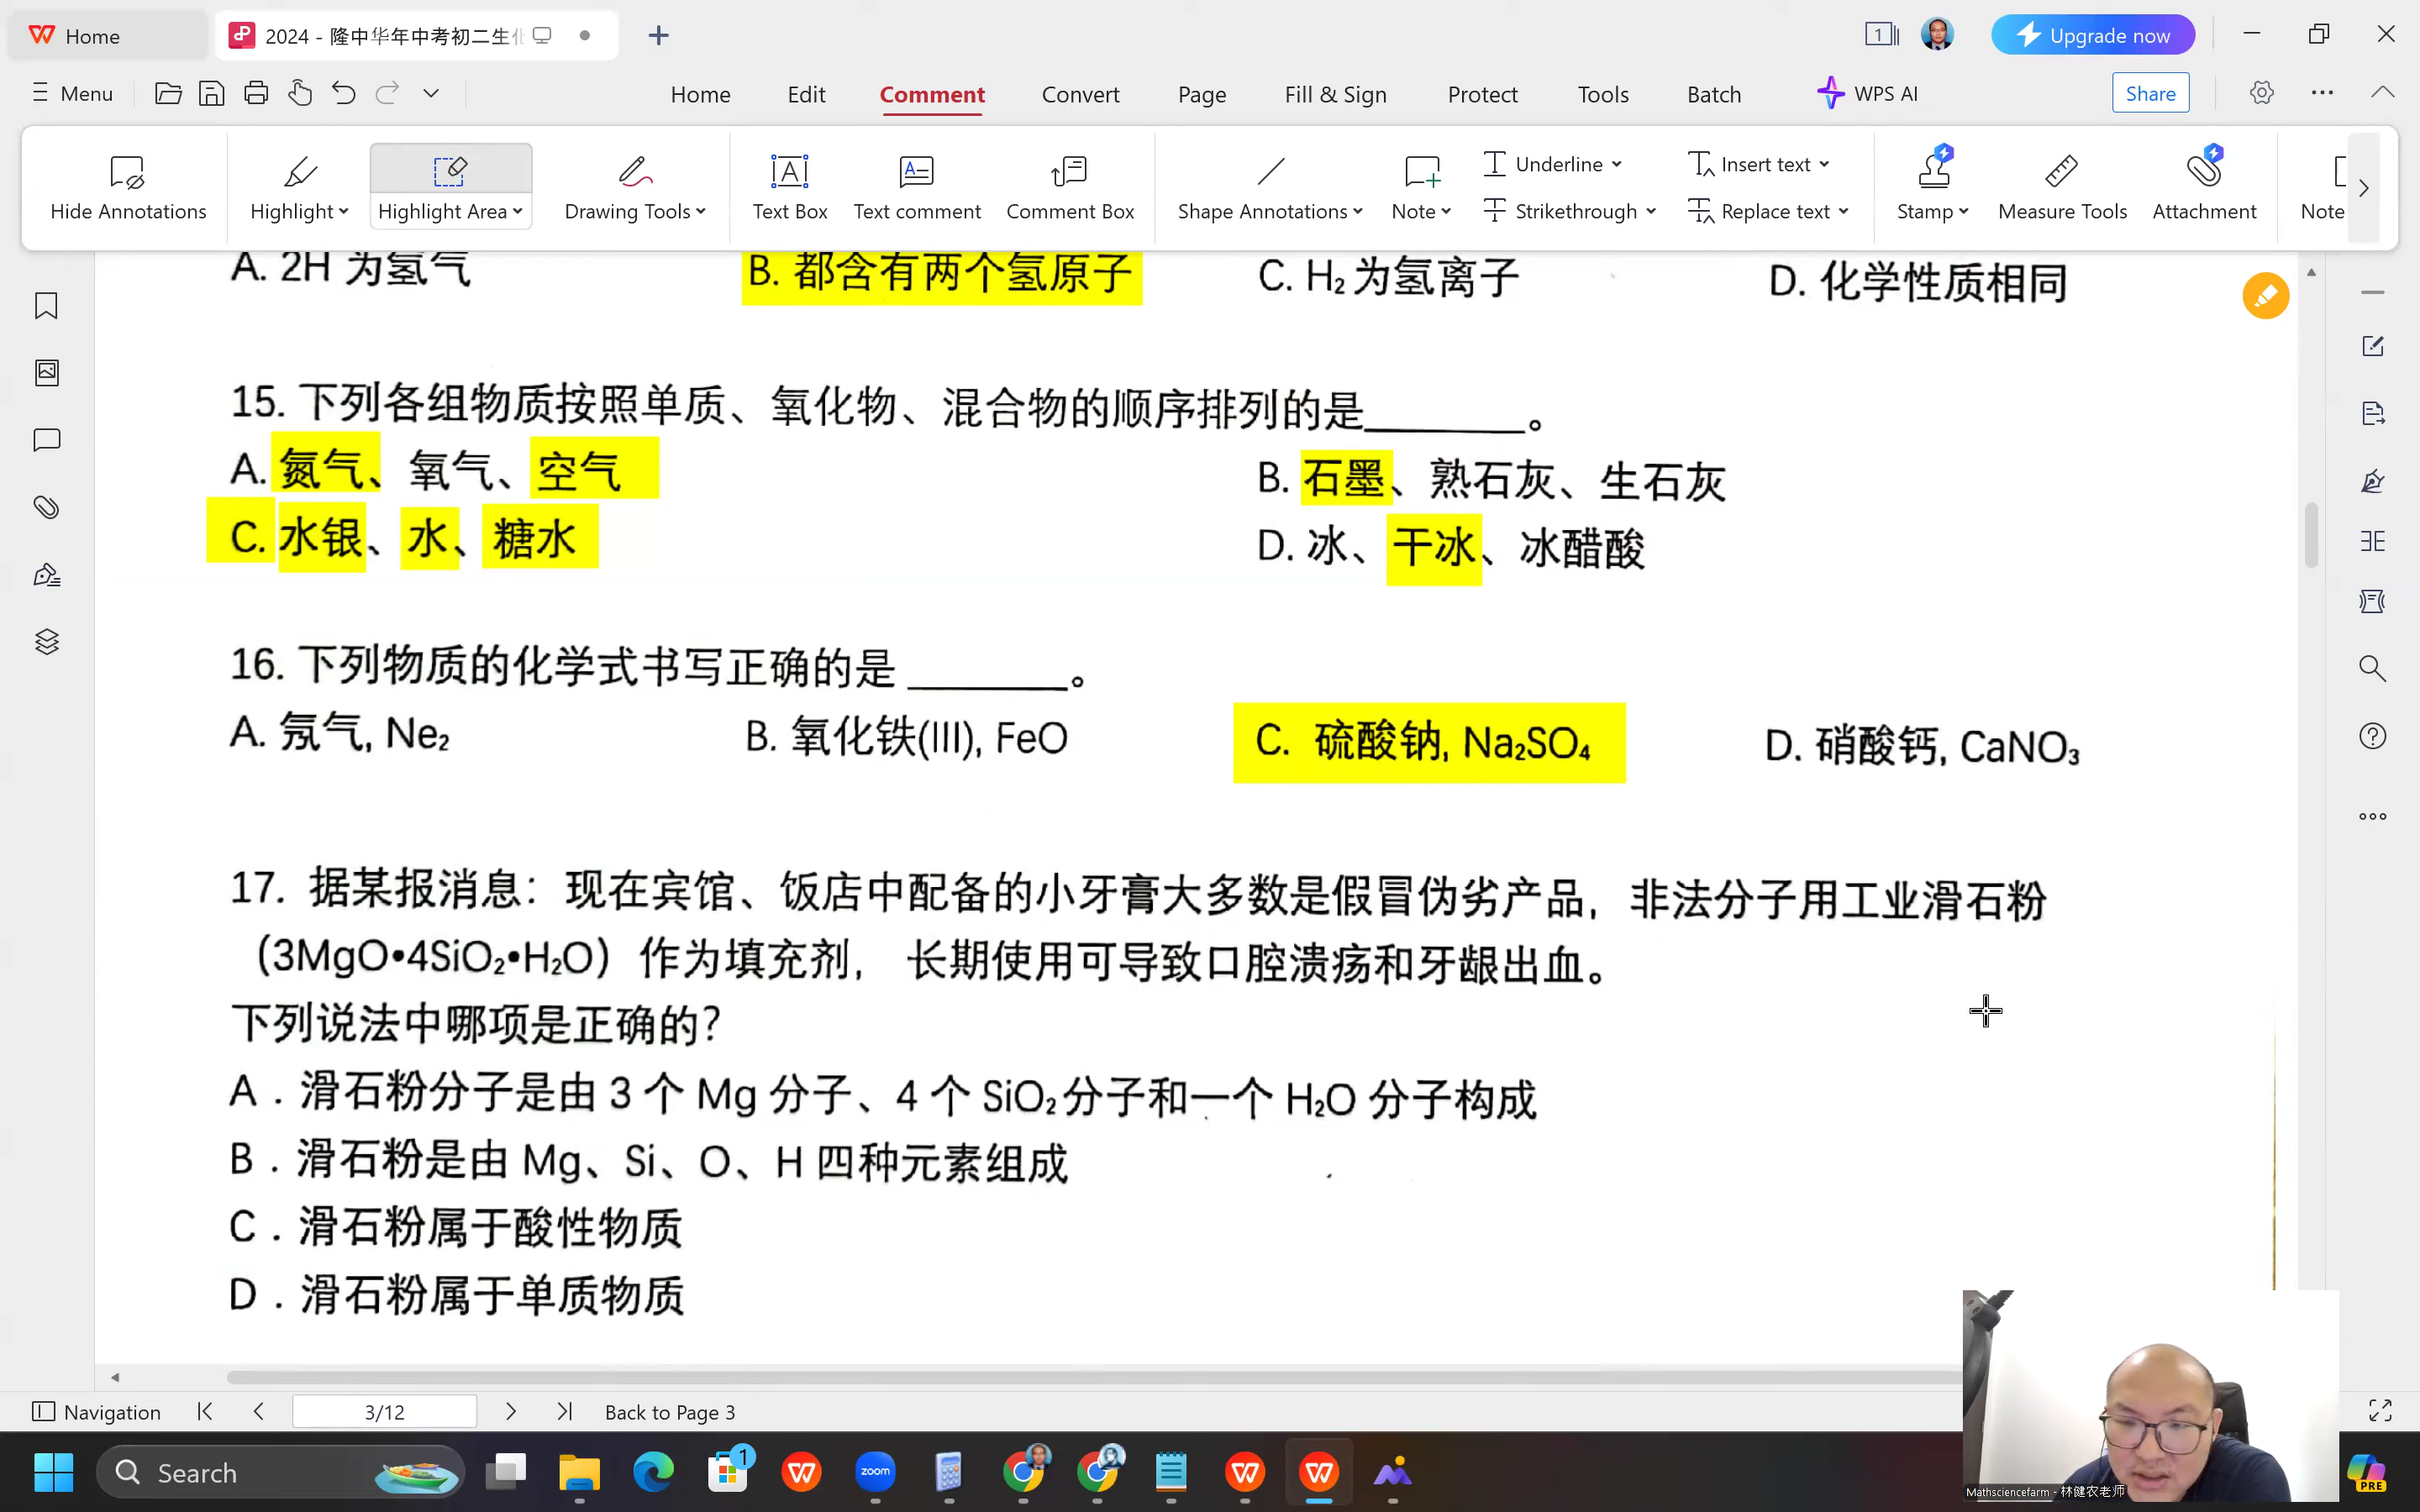 Home
2024 - 隆中华年中考初二生化
1
Upgrade now
Menu
Home Edit Comment Convert Page Fill & Sign Protect Tools Batch WPS AI
Share
Hide Annotations Highlight Highlight Area Drawing Tools Text Box Text comment Comment Box Shape Annotations Note Underline Strikethrough Insert text Replace text Stamp Measure Tools Attachment Note
A. 2H 为氢气 B. 都含有两个氢原子 C. H₂ 为氢离子 D. 化学性质相同
15. 下列各组物质按照单质、氧化物、混合物的顺序排列的是_______。
A. 氮气、氧气、空气 B. 石墨、熟石灰、生石灰
C. 水银、水、糖水 D. 冰、干冰、冰醋酸
16. 下列物质的化学式书写正确的是 _______。
A. 氖气, Ne₂ B. 氧化铁(III), FeO C. 硫酸钠, Na₂SO₄ D. 硝酸钙, CaNO₃
17. 据某报消息：现在宾馆、饭店中配备的小牙膏大多数是假冒伪劣产品，非法分子用工业滑石粉
（3MgO•4SiO₂•H₂O）作为填充剂， 长期使用可导致口腔溃疡和牙龈出血。
下列说法中哪项是正确的？
A . 滑石粉分子是由 3 个 Mg 分子、4 个 SiO₂ 分子和一个 H₂O 分子构成
B . 滑石粉是由 Mg、Si、O、H 四种元素组成
C . 滑石粉属于酸性物质
D . 滑石粉属于单质物质
Navigation 3/12 Back to Page 3
Search
1
zoom
PRE
Mathsciencefarm - 林健农老师